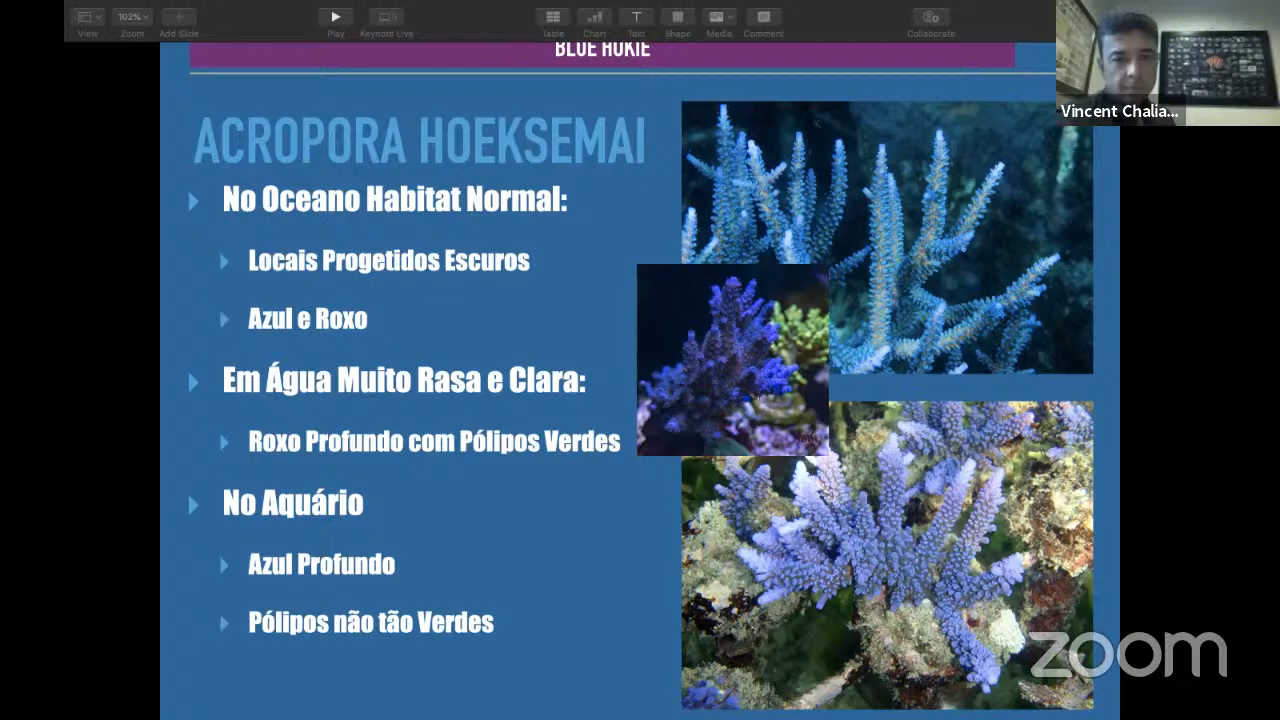 102%
View
Zoom
Add Slide
Play
Keynote Live
Table
Chart
Text
Shape
Media
Comment
Collaborate
BLUE HOKIE
Vincent Chalia...
ACROPORA HOEKSEMAI
No Oceano Habitat Normal:
Locais Progetidos Escuros
Azul e Roxo
Em Água Muito Rasa e Clara:
Roxo Profundo com Pólipos Verdes
No Aquário
Azul Profundo
Pólipos não tão Verdes
zoom